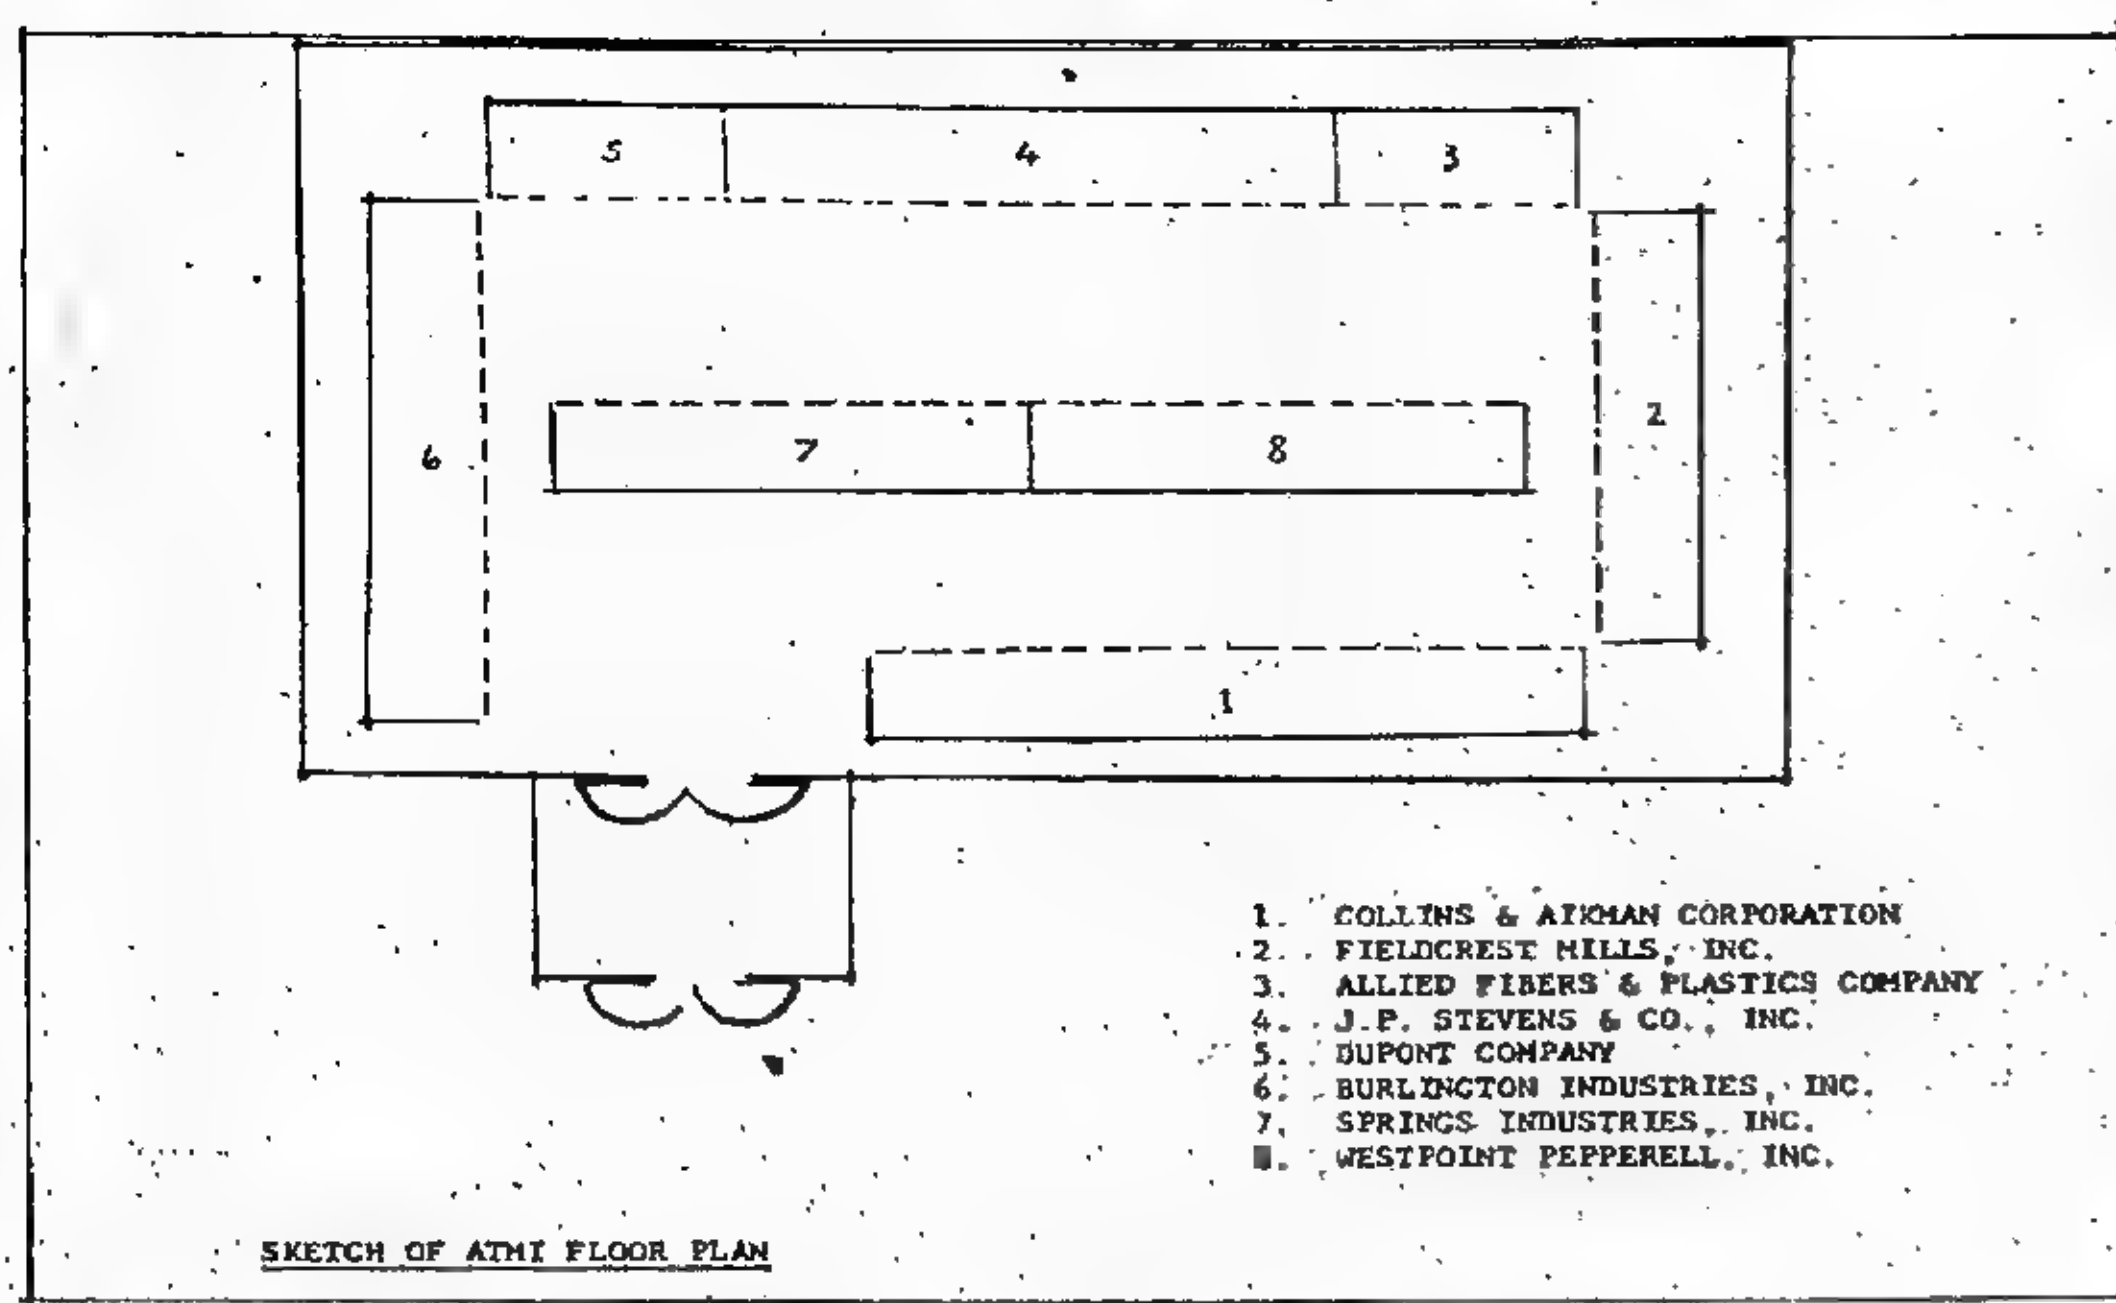 5 4 3
6 7 8 2
1
1. COLLINS & AIKMAN CORPORATION
2. FIELDCREST MILLS, INC.
3. ALLIED FIBERS & PLASTICS COMPANY
4. J.P. STEVENS & CO., INC.
5. DUPONT COMPANY
6. BURLINGTON INDUSTRIES, INC.
7. SPRINGS INDUSTRIES, INC.
WESTPOINT PEPPERELL, INC.
SKETCH OF ATMI FLOOR PLAN